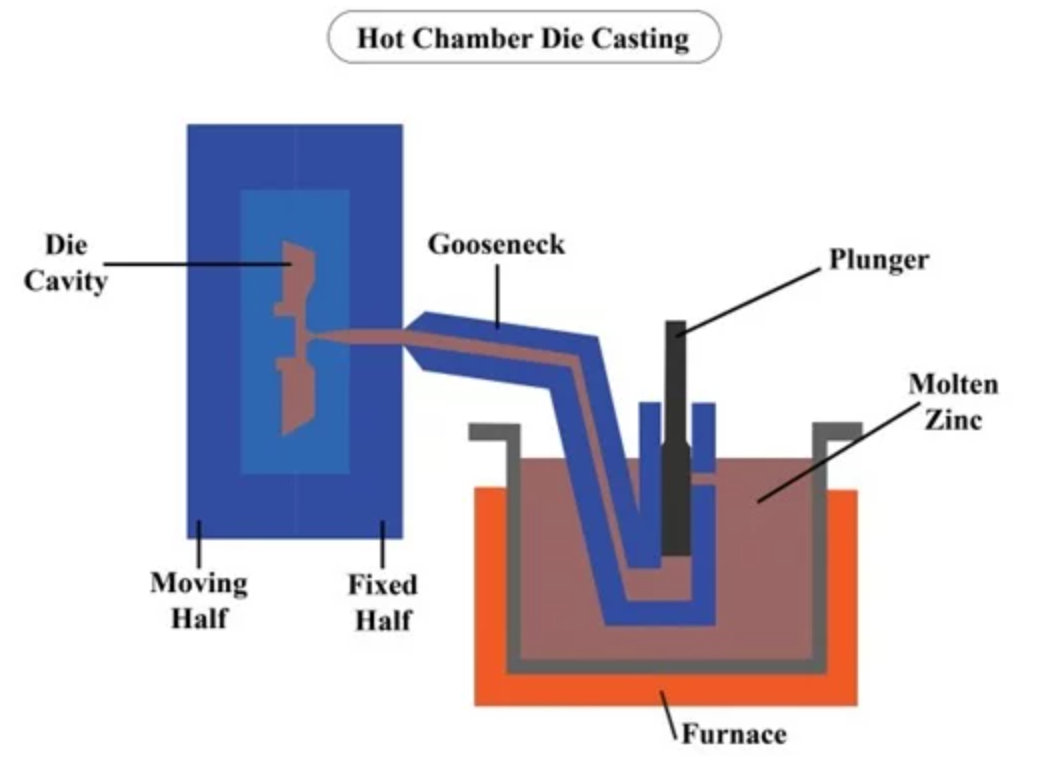 Hot Chamber Die Casting
Die
Cavity
Gooseneck
Plunger
Molten
Zinc
Moving
Half
Fixed
Half
Furnace